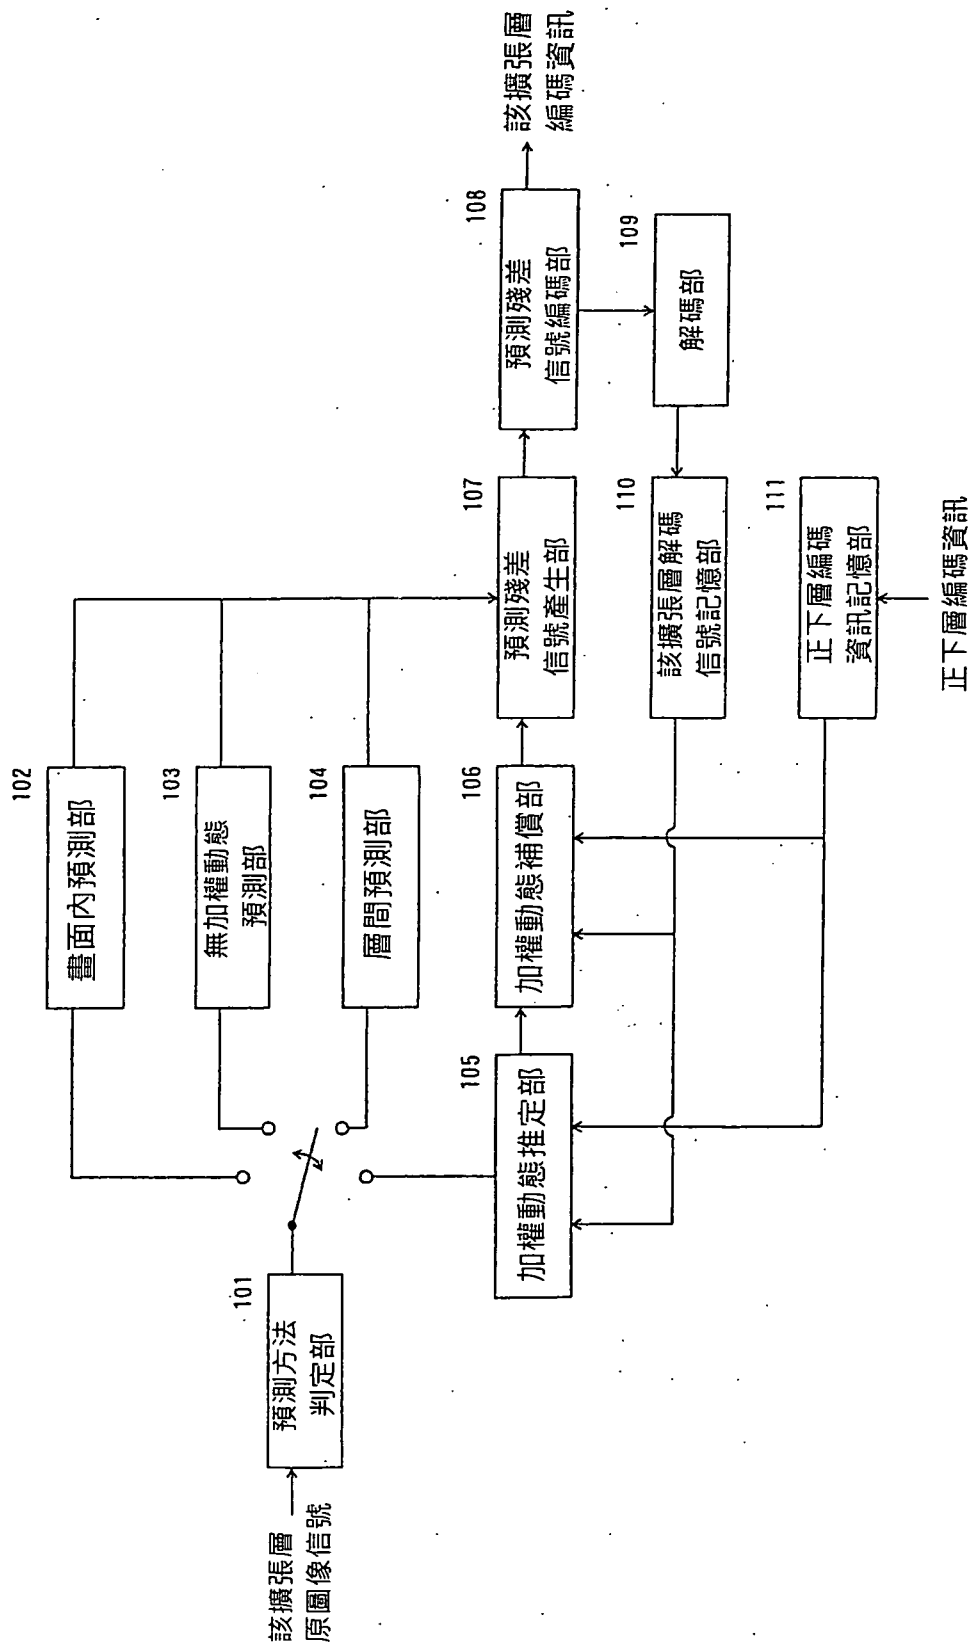 該擴張層
原圖像信號
101
預測方法
判定部
102
畫面內預測部
103
無加權動態
預測部
104
層間預測部
105
加權動態推定部
106
加權動態補償部
107
預測殘差
信號產生部
108
預測殘差
信號編碼部
該擴張層
編碼資訊
109
解碼部
110
該擴張層解碼
信號記憶部
111
正下層編碼
資訊記憶部
正下層編碼資訊